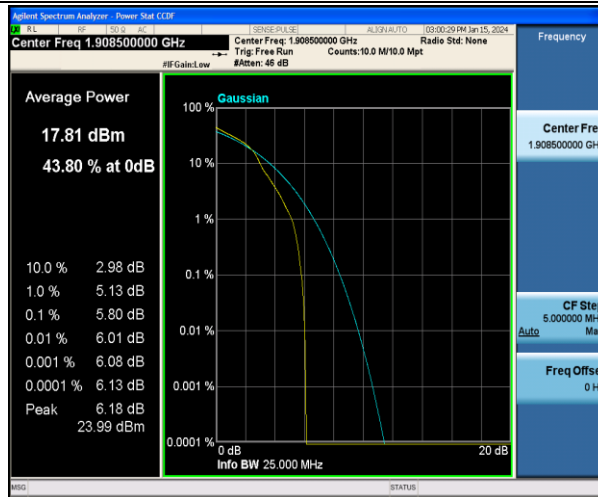 Agilent Spectrum Analyzer - Power Stat CCDF
RL RF 50 Ω AC SENSE:PULSE ALIGN AUTO 03:00:29 PM Jan 15, 2024
Center Freq 1.908500000 GHz
Center Freq: 1.908500000 GHz Radio Std: None
Trig: Free Run Counts:10.0 M/10.0 Mpt
#IFGain:Low #Atten: 46 dB
Frequency
Average Power
17.81 dBm
43.80 % at 0dB
10.0 % 2.98 dB
1.0 % 5.13 dB
0.1 % 5.80 dB
0.01 % 6.01 dB
0.001 % 6.08 dB
0.0001 % 6.13 dB
Peak 6.18 dB
23.99 dBm
Gaussian
100 %
10 %
1 %
0.1 %
0.01 %
0.001 %
0.0001 %
0 dB 20 dB
Info BW 25.000 MHz
Center Fre
1.908500000 GH
CF Ste
5.000000 MH
Auto Ma
Freq Offse
0 H
MSG STATUS